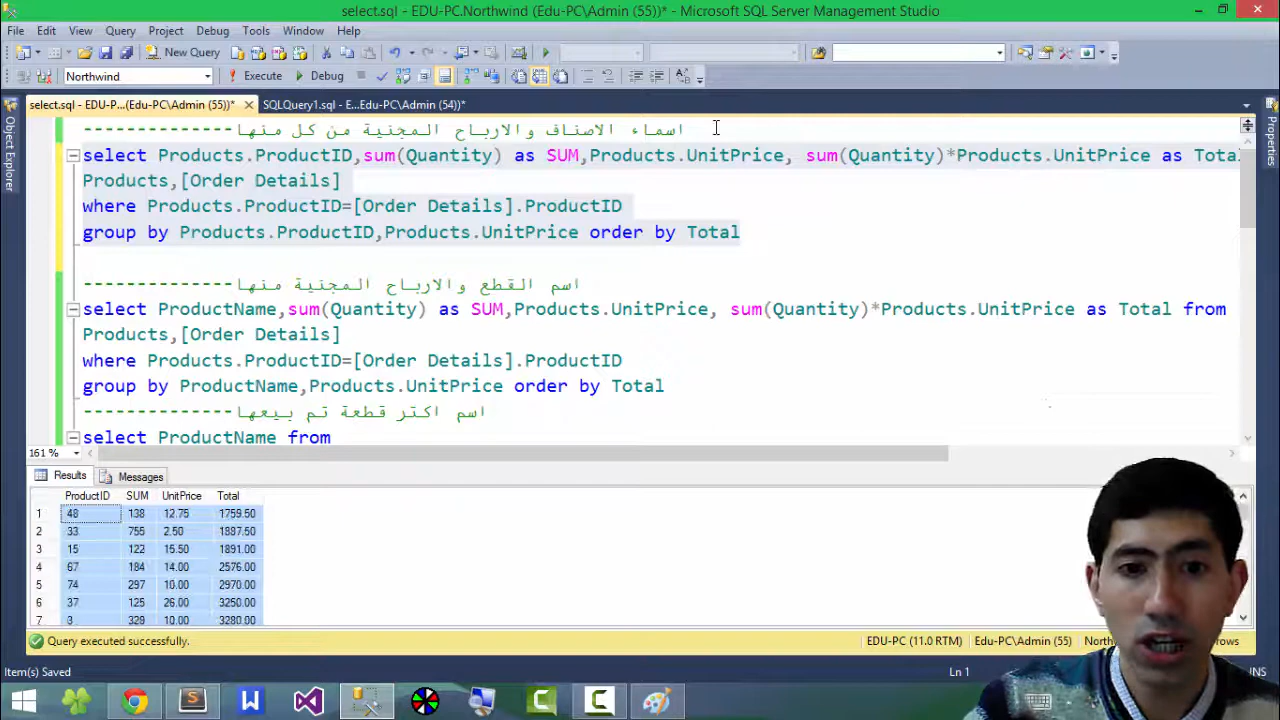 select.sql - EDU-PC.Northwind (Edu-PC\Admin (55))* - Microsoft SQL Server Management Studio
File Edit View Query Project Debug Tools Window Help
New Query
Northwind Execute Debug
select.sql - EDU-P...(Edu-PC\Admin (55))* SQLQuery1.sql - E...Edu-PC\Admin (54))*
Object Explorer
Properties
--------------اسماء الاصناف والارباح المجنية من كل منها
select Products.ProductID,sum(Quantity) as SUM,Products.UnitPrice, sum(Quantity)*Products.UnitPrice as Total
Products,[Order Details]
where Products.ProductID=[Order Details].ProductID
group by Products.ProductID,Products.UnitPrice order by Total
--------------اسم القطع والارباح المجنية منها
select ProductName,sum(Quantity) as SUM,Products.UnitPrice, sum(Quantity)*Products.UnitPrice as Total from
Products,[Order Details]
where Products.ProductID=[Order Details].ProductID
group by ProductName,Products.UnitPrice order by Total
--------------اسم اكتر قطعة تم بيعها
select ProductName from
161 %
Results Messages
ProductID SUM UnitPrice Total
1 48 138 12.75 1759.50
2 33 755 2.50 1887.50
3 15 122 15.50 1891.00
4 67 184 14.00 2576.00
5 74 297 10.00 2970.00
6 37 125 26.00 3250.00
7 3 328 10.00 3280.00
Query executed successfully. EDU-PC (11.0 RTM) Edu-PC\Admin (55) North rows
Item(s) Saved Ln 1 INS